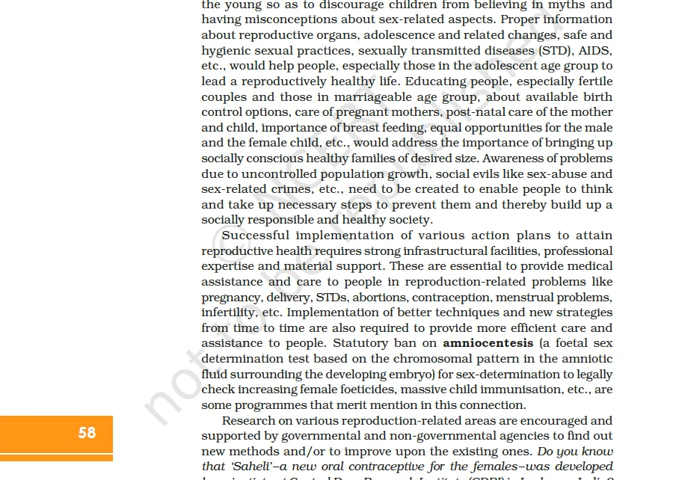 the young so as to discourage children from believing in myths and
having misconceptions about sex-related aspects. Proper information
about reproductive organs, adolescence and related changes, safe and
hygienic sexual practices, sexually transmitted diseases (STD), AIDS,
etc., would help people, especially those in the adolescent age group to
lead a reproductively healthy life. Educating people, especially fertile
couples and those in marriageable age group, about available birth
control options, care of pregnant mothers, post-natal care of the mother
and child, importance of breast feeding, equal opportunities for the male
and the female child, etc., would address the importance of bringing up
socially conscious healthy families of desired size. Awareness of problems
due to uncontrolled population growth, social evils like sex-abuse and
sex-related crimes, etc., need to be created to enable people to think
and take up necessary steps to prevent them and thereby build up a
socially responsible and healthy society.
Successful implementation of various action plans to attain
reproductive health requires strong infrastructural facilities, professional
expertise and material support. These are essential to provide medical
assistance and care to people in reproduction-related problems like
pregnancy, delivery, STDs, abortions, contraception, menstrual problems,
infertility, etc. Implementation of better techniques and new strategies
from time to time are also required to provide more efficient care and
assistance to people. Statutory ban on amniocentesis (a foetal sex
determination test based on the chromosomal pattern in the amniotic
fluid surrounding the developing embryo) for sex-determination to legally
check increasing female foeticides, massive child immunisation, etc., are
some programmes that merit mention in this connection.
Research on various reproduction-related areas are encouraged and
supported by governmental and non-governmental agencies to find out
new methods and/or to improve upon the existing ones. Do you know
that 'Saheli'–a new oral contraceptive for the females–was developed
58
© NCERT
not to be republished